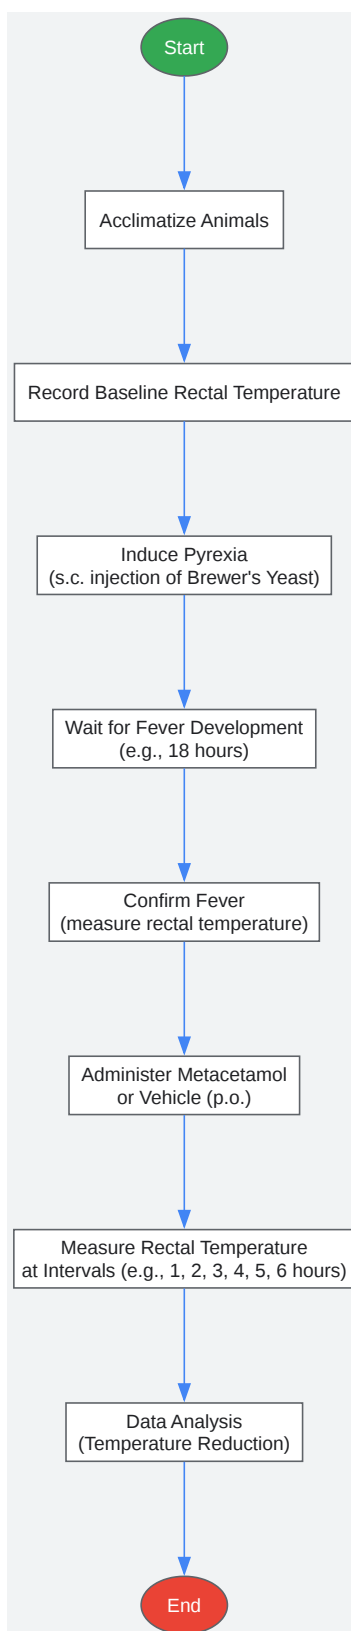 Start
Acclimatize Animals
Record Baseline Rectal Temperature
Induce Pyrexia
(s.c. injection of Brewer's Yeast)
Wait for Fever Development
(e.g., 18 hours)
Confirm Fever
(measure rectal temperature)
Administer Metacetamol
or Vehicle (p.o.)
Measure Rectal Temperature
at Intervals (e.g., 1, 2, 3, 4, 5, 6 hours)
Data Analysis
(Temperature Reduction)
End